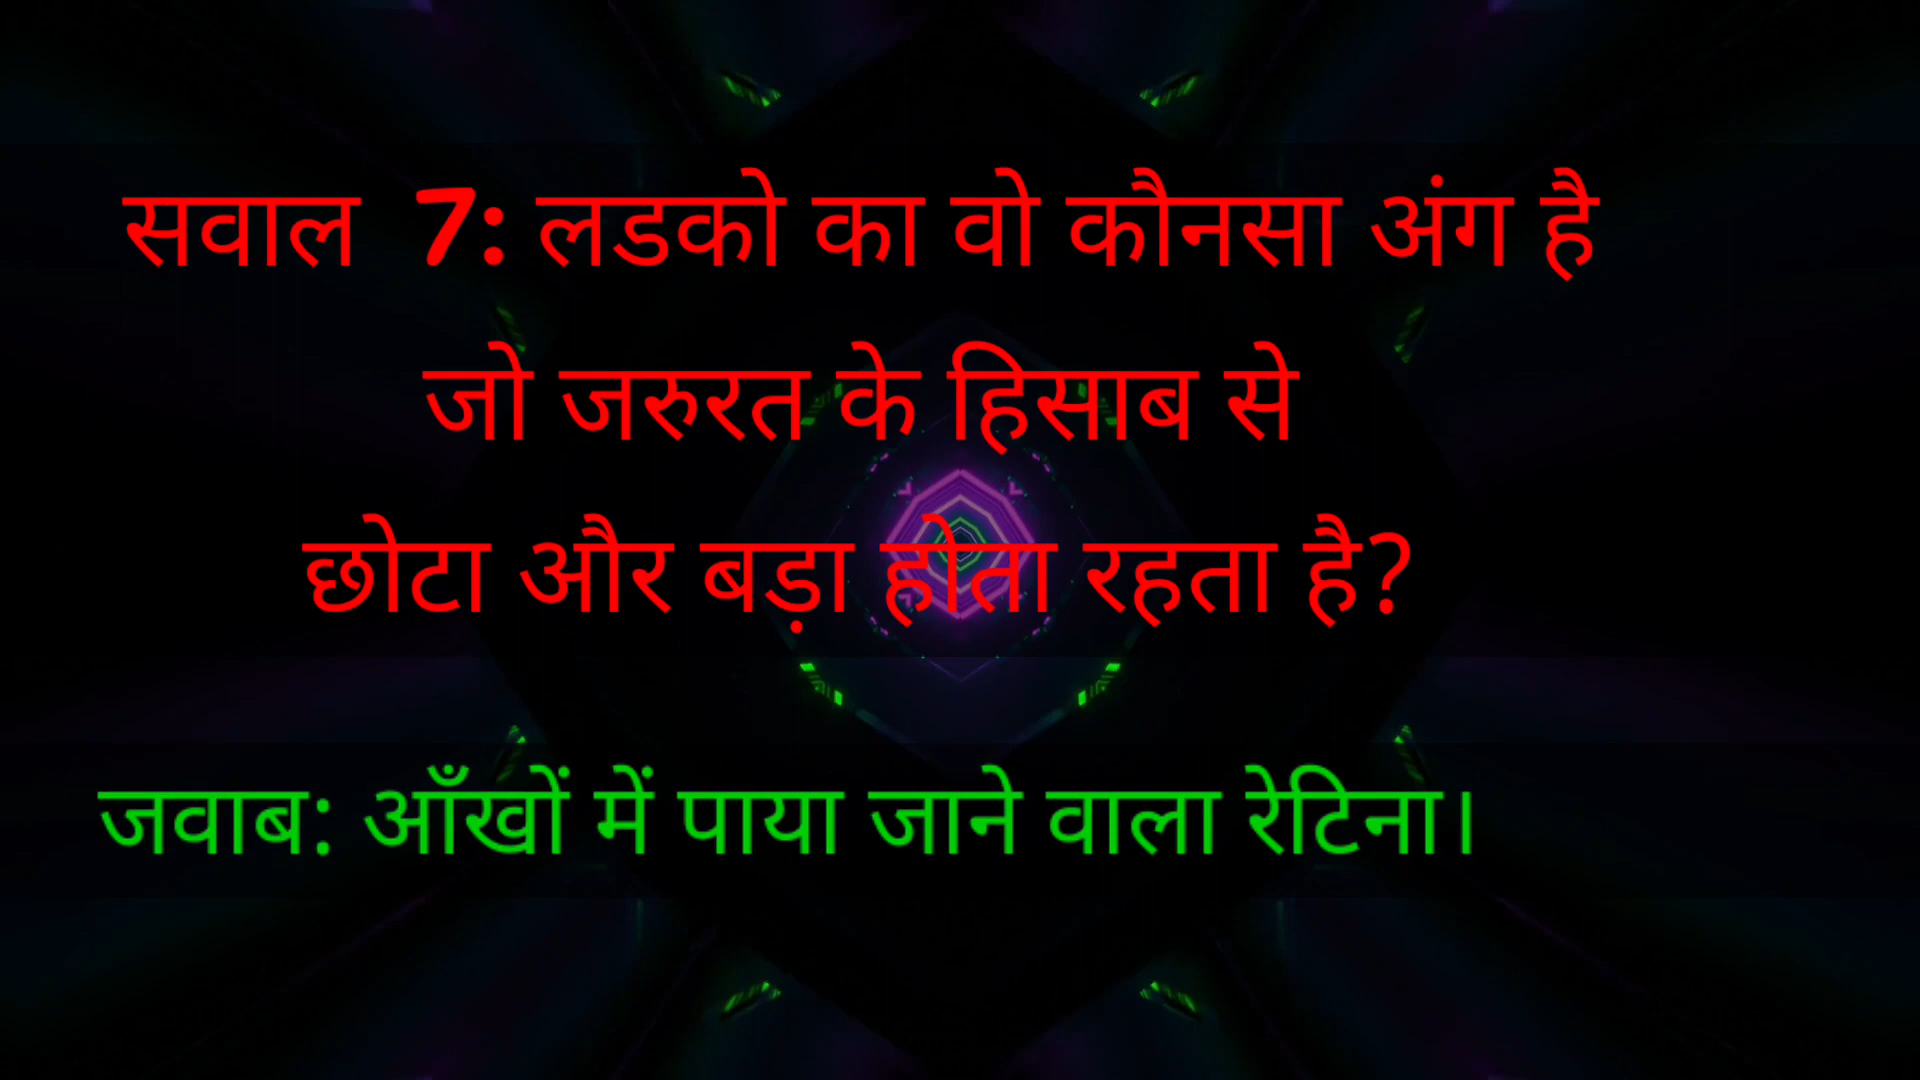 सवाल 7: लडको का वो कौनसा अंग है
जो जरुरत के हिसाब से
छोटा और बड़ा होता रहता है?
जवाब: आँखों में पाया जाने वाला रेटिना।